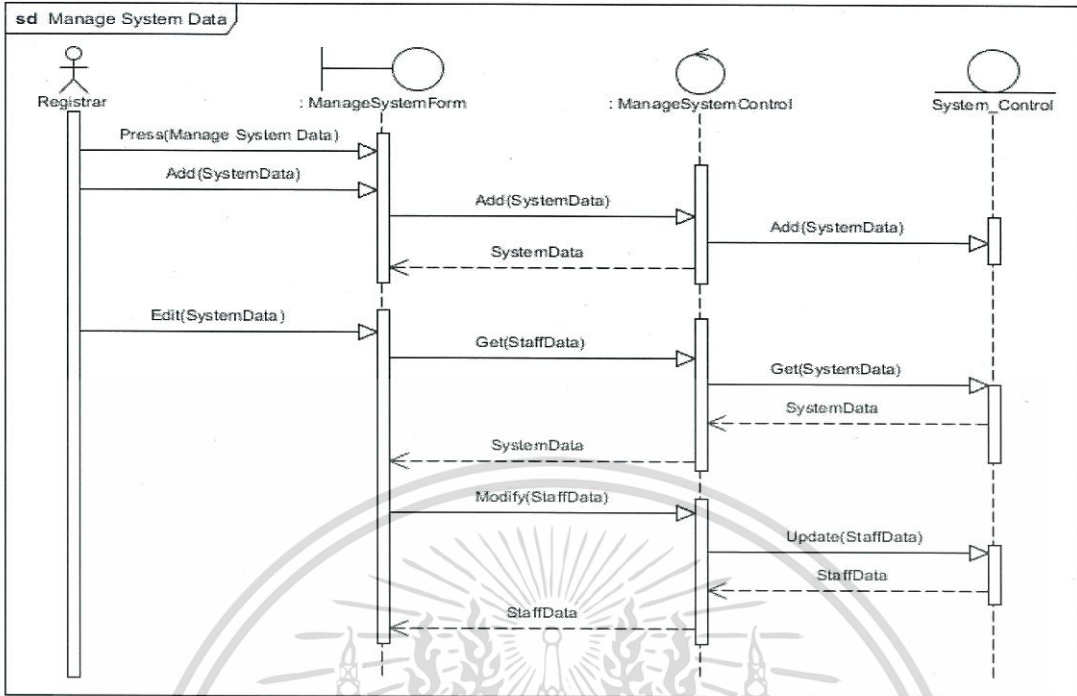 sd Manage System Data
Registrar
: ManageSystemForm
: ManageSystemControl
System_Control
Press(Manage System Data)
Add(SystemData)
Add(SystemData)
Add(SystemData)
SystemData
Edit(SystemData)
Get(StaffData)
Get(SystemData)
SystemData
SystemData
Modify(StaffData)
Update(StaffData)
StaffData
StaffData